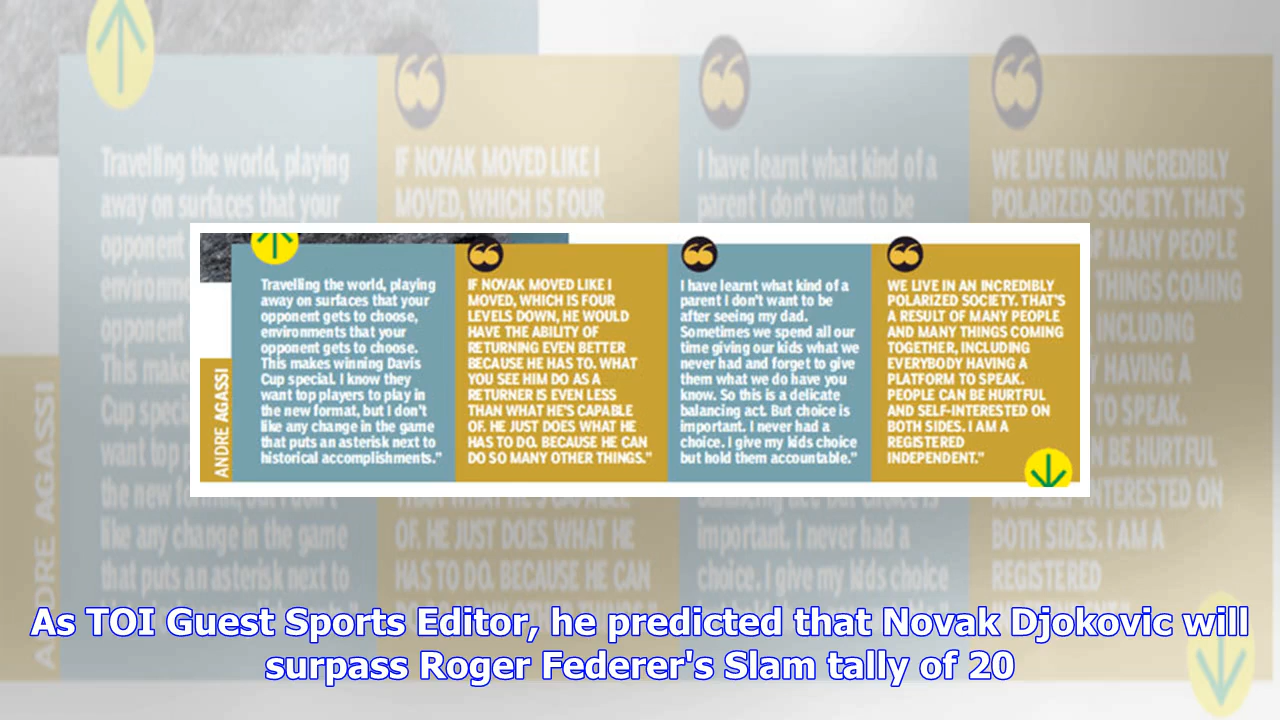 ANDRE AGASSI
Travelling the world, playing
away on surfaces that your
opponent gets to choose,
environments that your
opponent gets to choose.
This makes winning Davis
Cup special. I know they
want top players to play in
the new format, but I don't
like any change in the game
that puts an asterisk next to
historical accomplishments."
IF NOVAK MOVED LIKE I
MOVED, WHICH IS FOUR
LEVELS DOWN, HE WOULD
HAVE THE ABILITY OF
RETURNING EVEN BETTER
BECAUSE HE HAS TO. WHAT
YOU SEE HIM DO AS A
RETURNER IS EVEN LESS
THAN WHAT HE'S CAPABLE
OF. HE JUST DOES WHAT HE
HAS TO DO. BECAUSE HE CAN
DO SO MANY OTHER THINGS."
I have learnt what kind of a
parent I don't want to be
after seeing my dad.
Sometimes we spend all our
time giving our kids what we
never had and forget to give
them what we do have you
know. So this is a delicate
balancing act. But choice is
important. I never had a
choice. I give my kids choice
but hold them accountable."
WE LIVE IN AN INCREDIBLY
POLARIZED SOCIETY. THAT'S
A RESULT OF MANY PEOPLE
AND MANY THINGS COMING
TOGETHER, INCLUDING
EVERYBODY HAVING A
PLATFORM TO SPEAK.
PEOPLE CAN BE HURTFUL
AND SELF-INTERESTED ON
BOTH SIDES. I AM A
REGISTERED
INDEPENDENT."
As TOI Guest Sports Editor, he predicted that Novak Djokovic will
surpass Roger Federer's Slam tally of 20